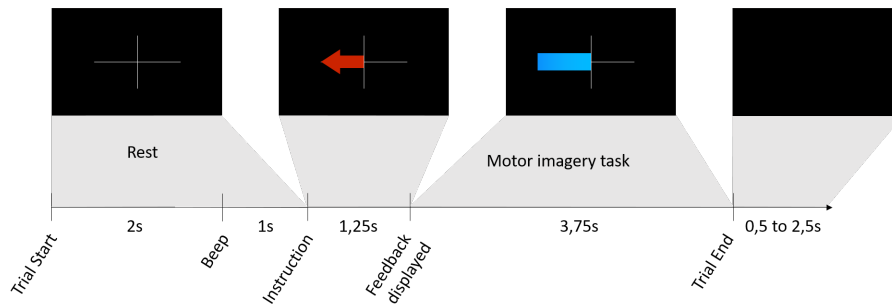 Rest
Motor imagery task
2s
1s
1,25s
3,75s
0,5 to 2,5s
Trial Start
Beep
Instruction
Feedback
displayed
Trial End